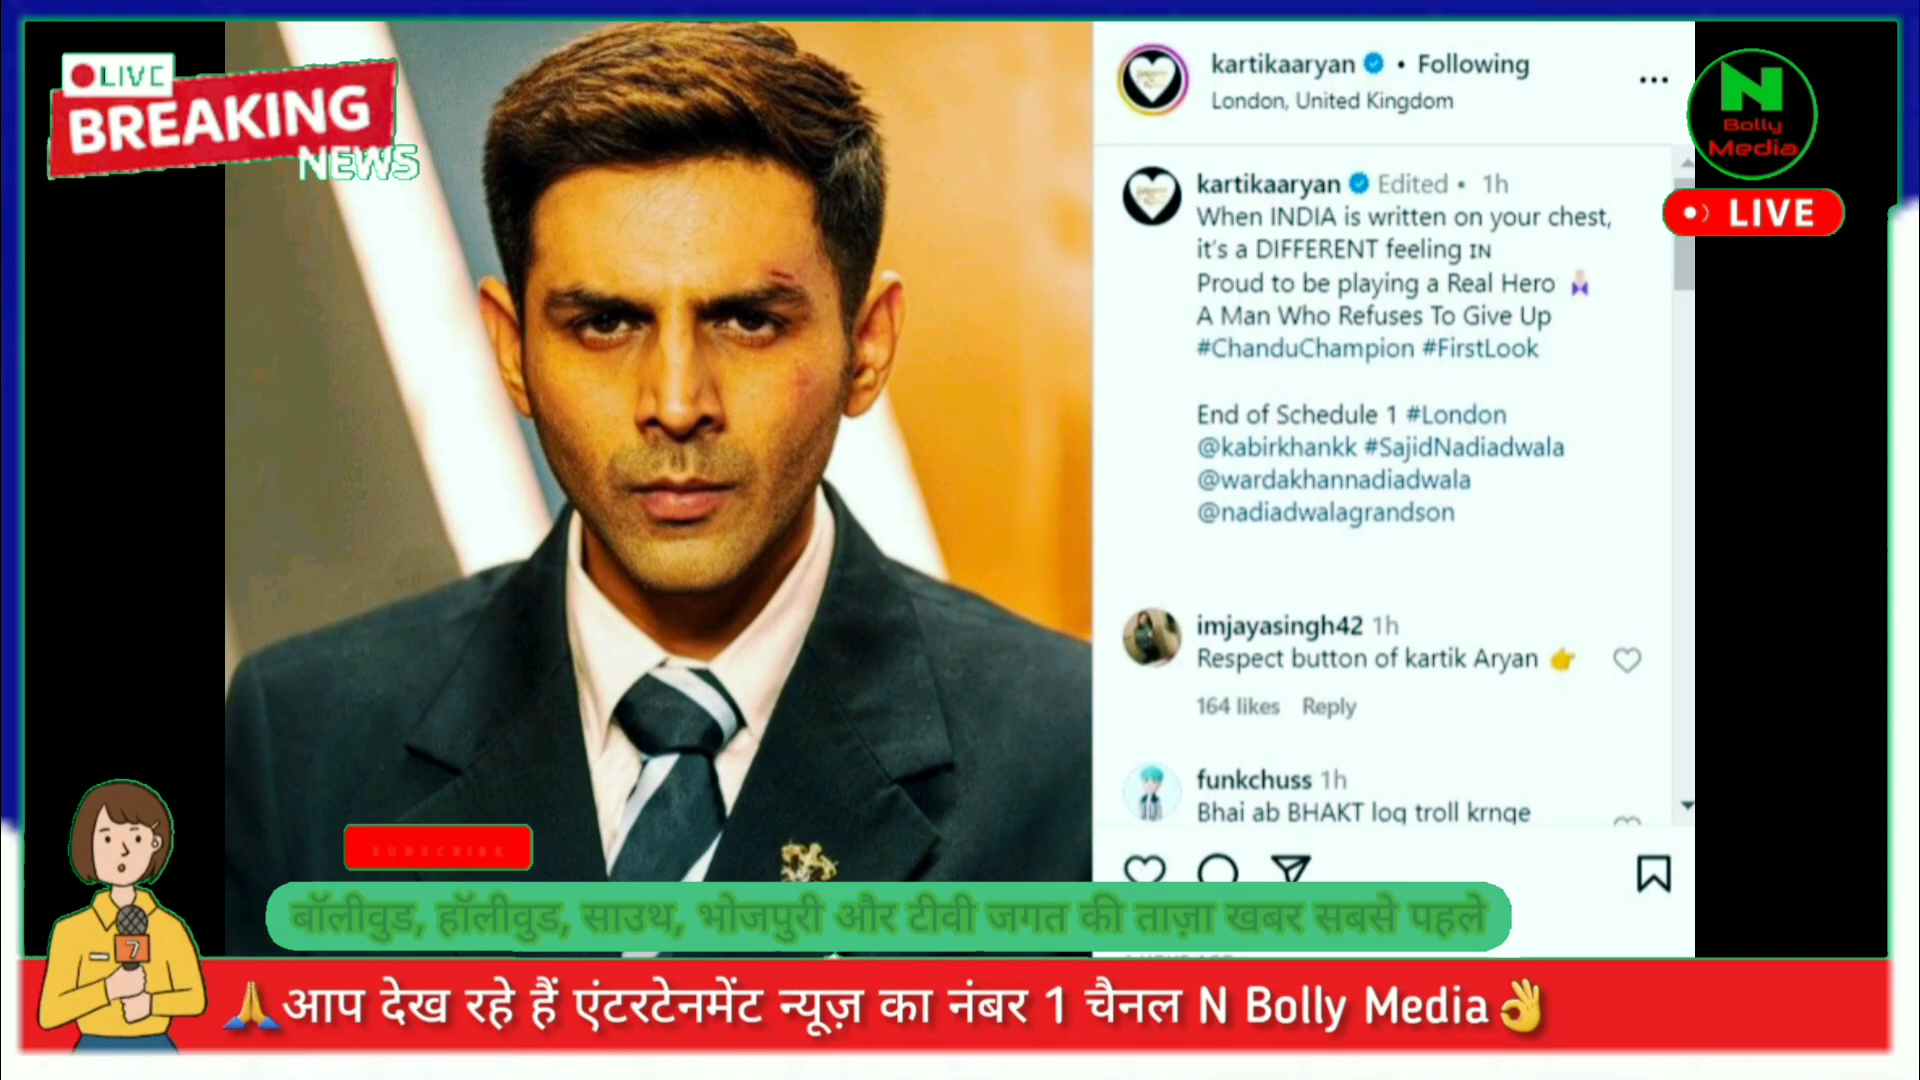 LIVE
BREAKING
NEWS
kartikaaryan • Following
London, United Kingdom
N
Bolly
Media
LIVE
kartikaaryan Edited • 1h
When INDIA is written on your chest,
it's a DIFFERENT feeling IN
Proud to be playing a Real Hero
A Man Who Refuses To Give Up
#ChanduChampion #FirstLook
End of Schedule 1 #London
@kabirkhankk #SajidNadiadwala
@wardakhannadiadwala
@nadiadwalagrandson
imjayasingh42 1h
Respect button of kartik Aryan 👉
164 likes Reply
funkchuss 1h
Bhai ab BHAKT log troll krnge
SUBSCRIBE
बॉलीवुड, हॉलीवुड, साउथ, भोजपुरी और टीवी जगत की ताज़ा खबर सबसे पहले
7
🙏आप देख रहे हैं एंटरटेनमेंट न्यूज़ का नंबर 1 चैनल N Bolly Media👌